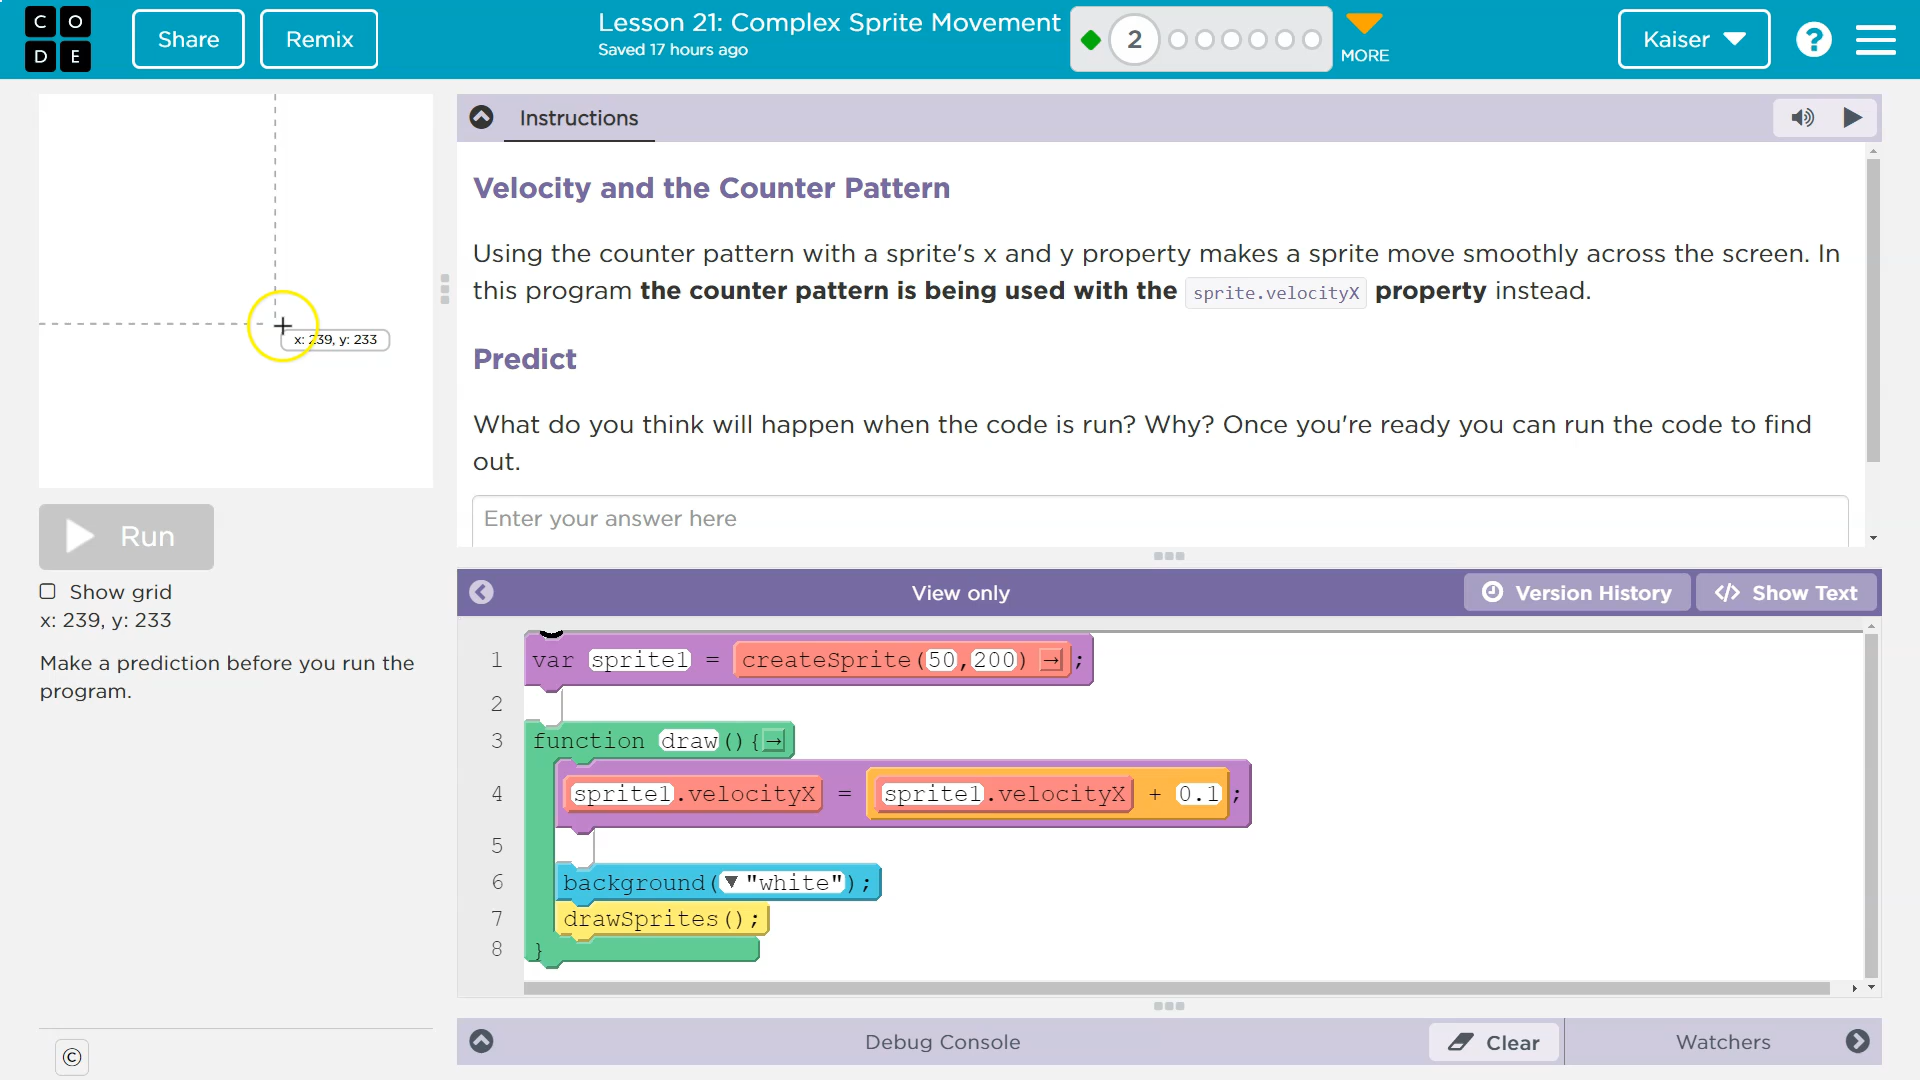 C O
D E
Share
Remix
Lesson 21: Complex Sprite Movement
Saved 17 hours ago
2
MORE
Kaiser
?
Instructions
Velocity and the Counter Pattern
Using the counter pattern with a sprite's x and y property makes a sprite move smoothly across the screen. In
this program the counter pattern is being used with the sprite.velocityX property instead.
Predict
What do you think will happen when the code is run? Why? Once you're ready you can run the code to find
out.
Enter your answer here
x: 239, y: 233
Run
Show grid
x: 239, y: 233
Make a prediction before you run the
program.
©
View only
Version History
</> Show Text
1 var sprite1 = createSprite(50,200) → ;
2
3 function draw(){ →
4 sprite1.velocityX = sprite1.velocityX + 0.1 ;
5
6 background( ▼ "white");
7 drawSprites();
8 }
Debug Console
Clear
Watchers